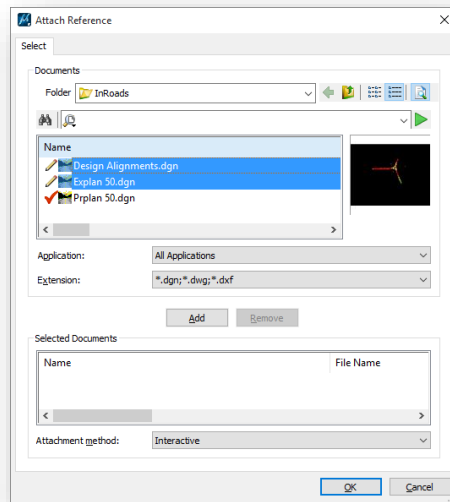 Attach Reference
Select
Documents
Folder InRoads
Name
Design Alignments.dgn
Explan 50.dgn
Prplan 50.dgn
Application: All Applications
Extension: *.dgn;*.dwg;*.dxf
Add Remove
Selected Documents
Name File Name
Attachment method: Interactive
OK Cancel